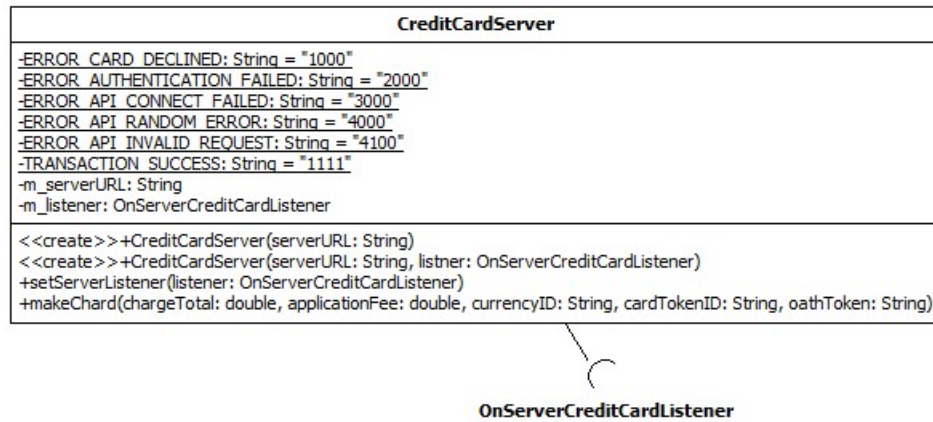 CreditCardServer
-ERROR_CARD_DECLINED: String = "1000"
-ERROR_AUTHENTICATION_FAILED: String = "2000"
-ERROR_API_CONNECT_FAILED: String = "3000"
-ERROR_API_RANDOM_ERROR: String = "4000"
-ERROR_API_INVALID_REQUEST: String = "4100"
-TRANSACTION_SUCCESS: String = "1111"
-m_serverURL: String
-m_listener: OnServerCreditCardListener
<<create>>+CreditCardServer(serverURL: String)
<<create>>+CreditCardServer(serverURL: String, listner: OnServerCreditCardListener)
+setServerListener(listener: OnServerCreditCardListener)
+makeChard(chargeTotal: double, applicationFee: double, currencyID: String, cardTokenID: String, oathToken: String)
OnServerCreditCardListener